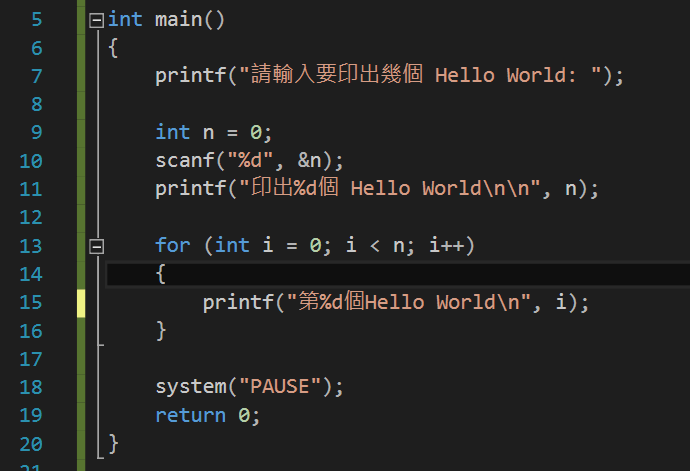 5 int main()
6 {
7 printf("請輸入要印出幾個 Hello World: ");
8
9 int n = 0;
10 scanf("%d", &n);
11 printf("印出%d個 Hello World\n\n", n);
12
13 for (int i = 0; i < n; i++)
14 {
15 printf("第%d個Hello World\n", i);
16 }
17
18 system("PAUSE");
19 return 0;
20 }